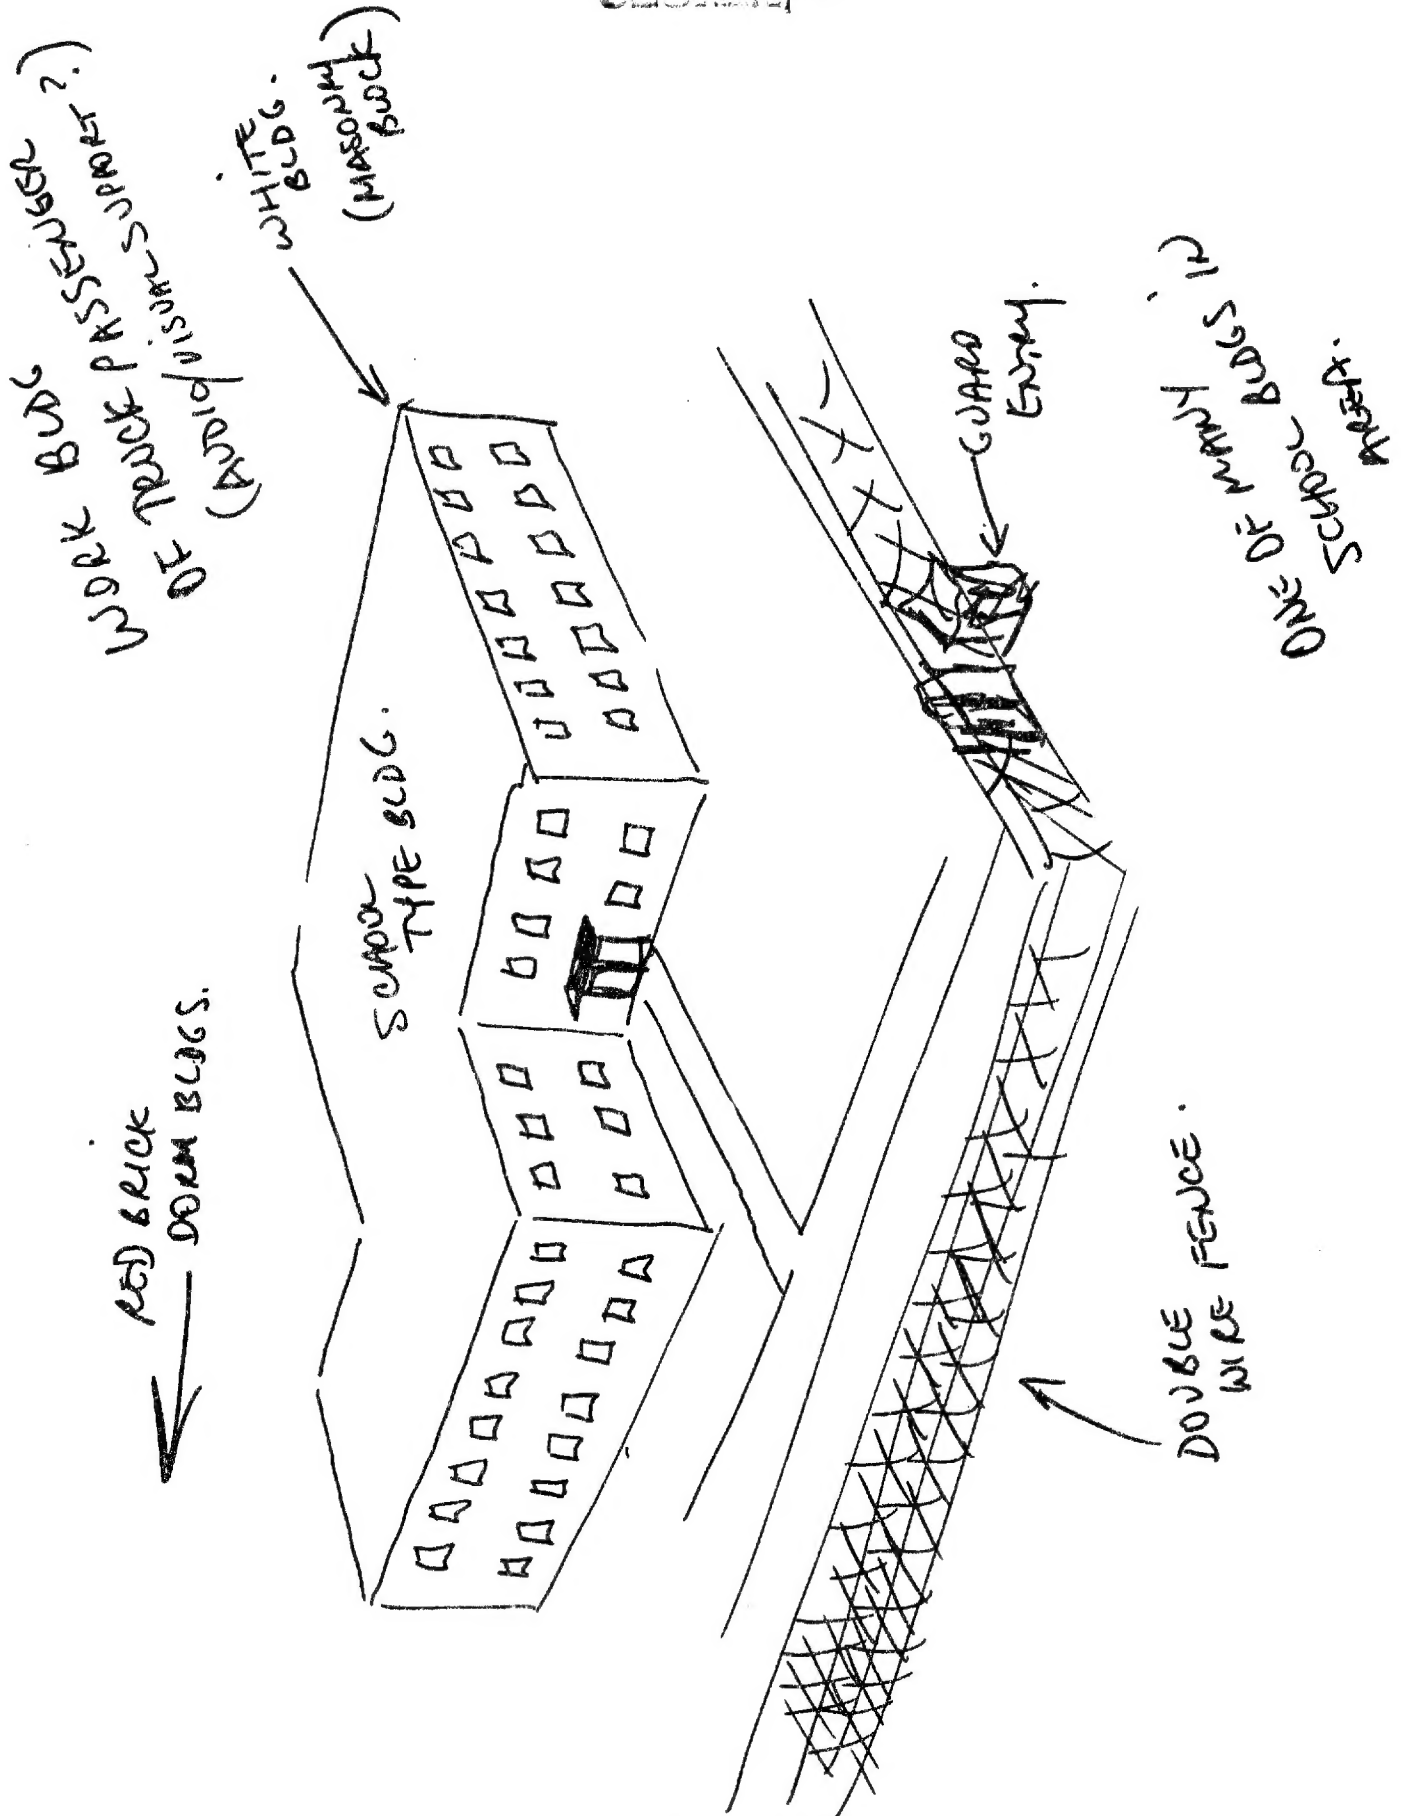 RED BRICK
DORM BLDGS.
WORK BLDG
OF TRUCK PASSENGER
(AUDIO/VISUAL SUPPORT?.)
WHITE
BLDG.
(MASONRY
BLOCK)
SCHOOL
TYPE BLDG.
GUARD
ENTRY.
DOUBLE
WIRE FENCE.
ONE OF MANY
SCHOOL BLDGS IN
AREA.